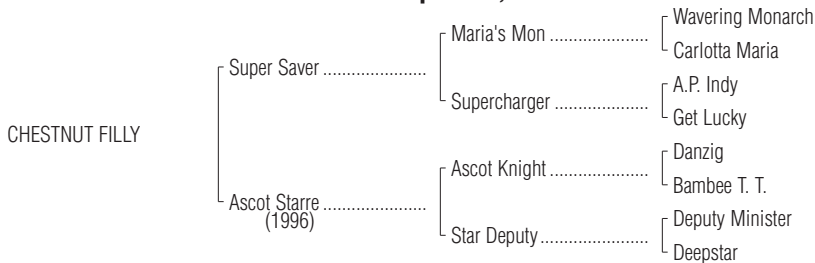 Wavering Monarch
Maria's Mon ........................
Carlotta Maria
Super Saver .........................
A.P. Indy
Supercharger ......................
Get Lucky
CHESTNUT FILLY
Danzig
Ascot Knight ........................
Bambee T. T.
Ascot Starre .........................
(1996)
Deputy Minister
Star Deputy..........................
Deepstar